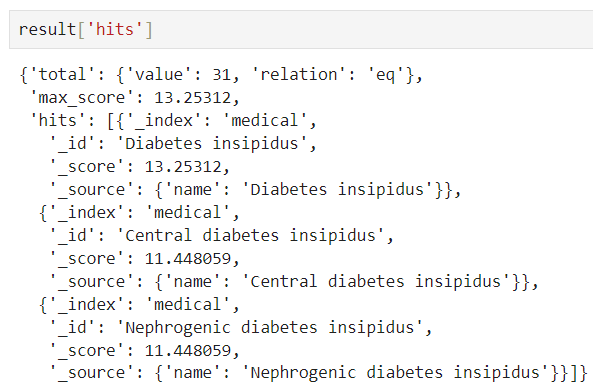 result['hits']
{'total': {'value': 31, 'relation': 'eq'},
 'max_score': 13.25312,
 'hits': [{'_index': 'medical',
   '_id': 'Diabetes insipidus',
   '_score': 13.25312,
   '_source': {'name': 'Diabetes insipidus'}},
  {'_index': 'medical',
   '_id': 'Central diabetes insipidus',
   '_score': 11.448059,
   '_source': {'name': 'Central diabetes insipidus'}},
  {'_index': 'medical',
   '_id': 'Nephrogenic diabetes insipidus',
   '_score': 11.448059,
   '_source': {'name': 'Nephrogenic diabetes insipidus'}}]}